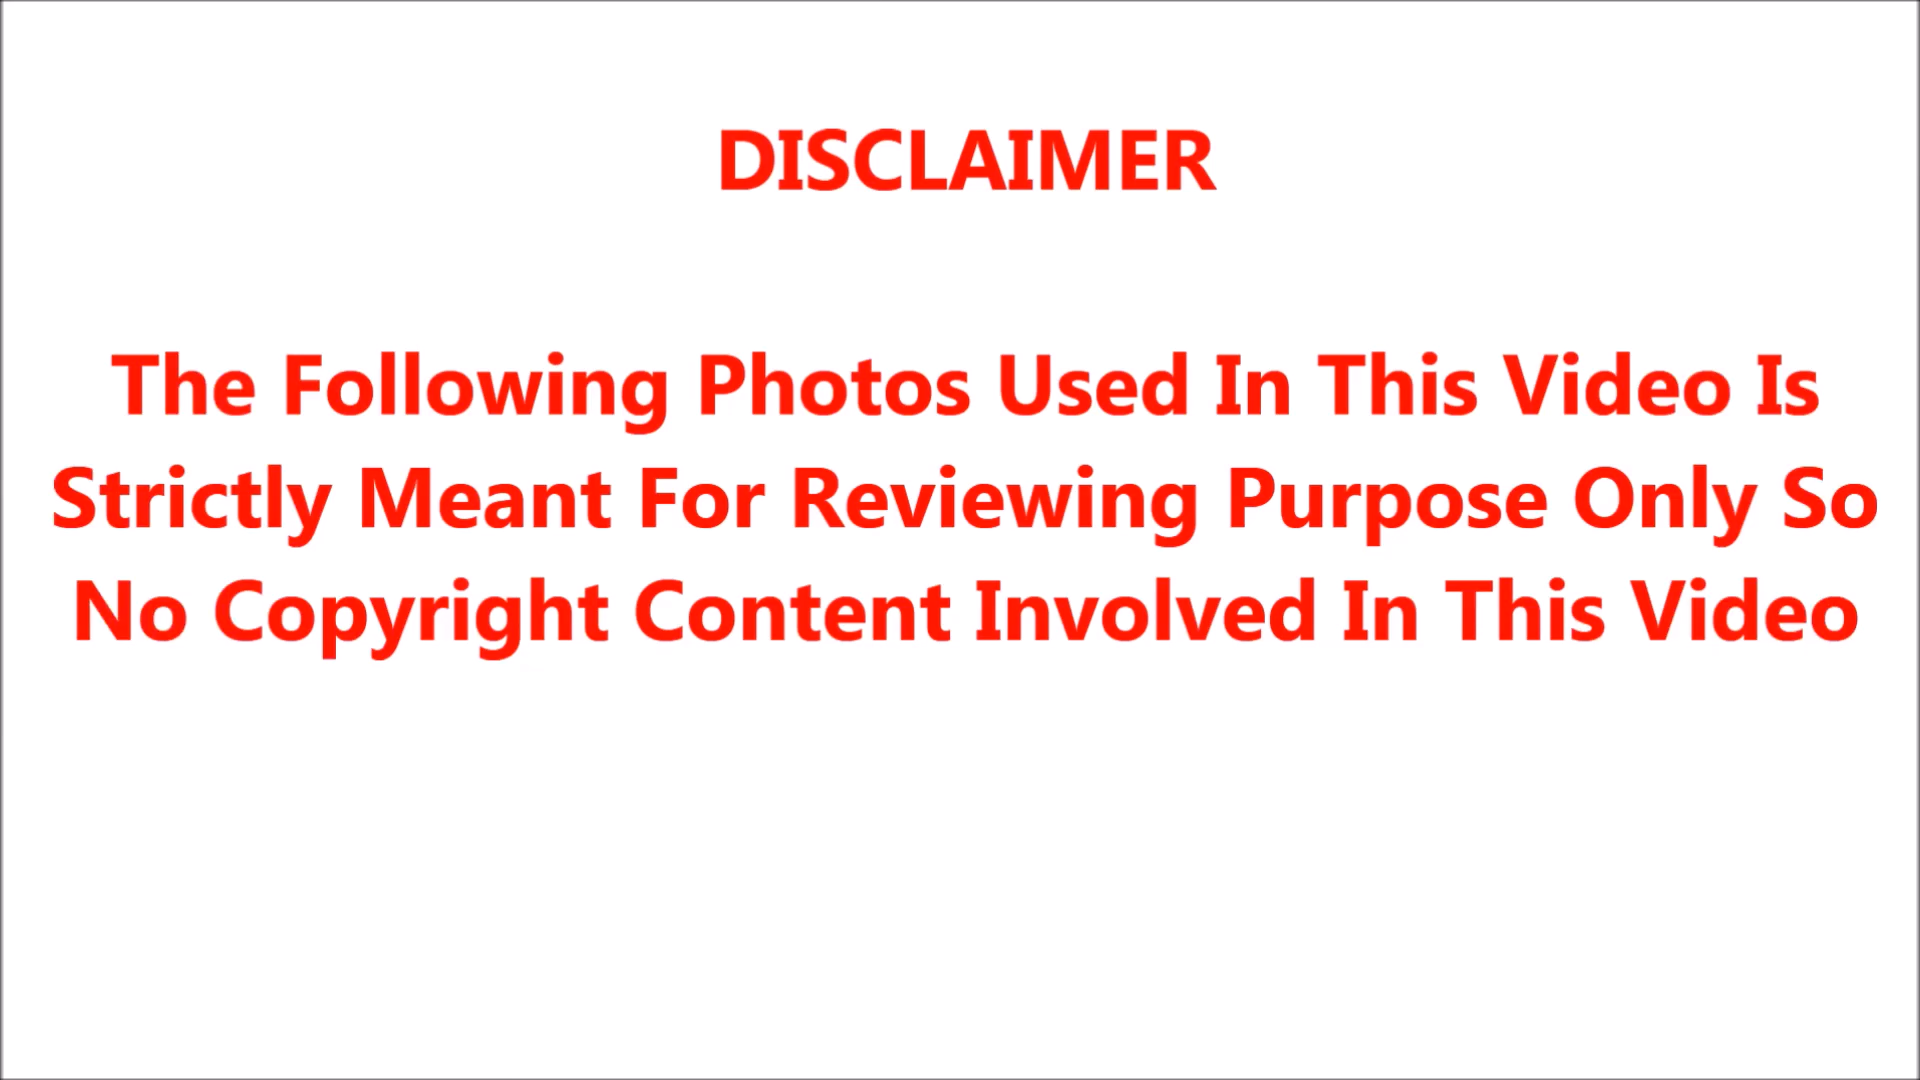 DISCLAIMER
The Following Photos Used In This Video Is
Strictly Meant For Reviewing Purpose Only So
No Copyright Content Involved In This Video